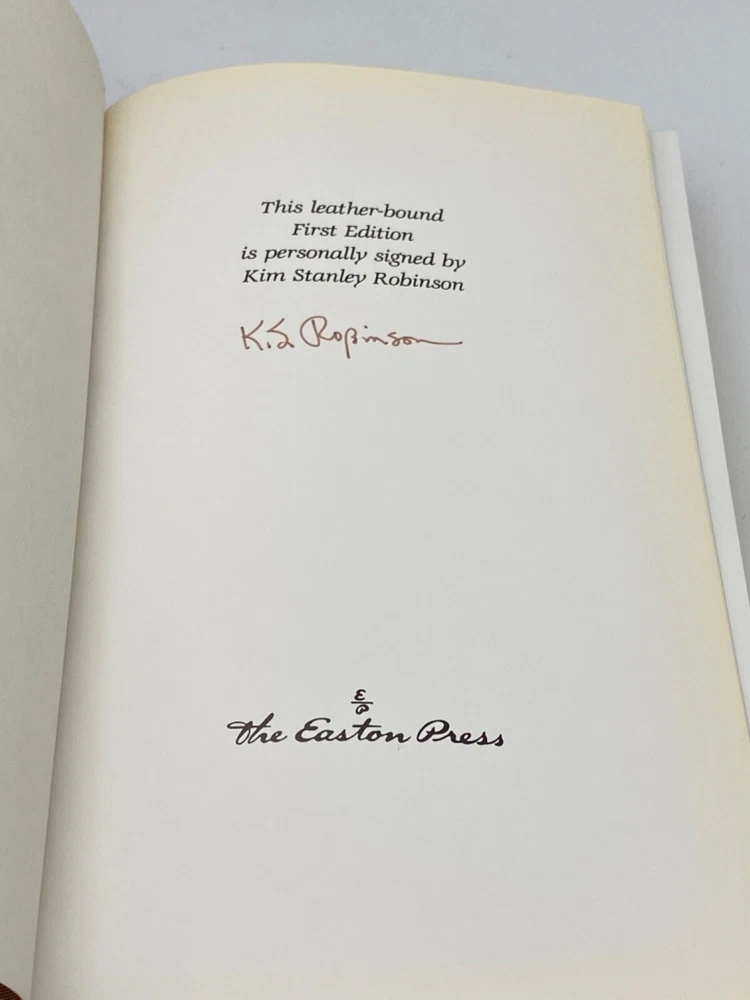 This leather-bound
First Edition
is personally signed by
Kim Stanley Robinson
K.S Robinson
E
P
The Easton Press